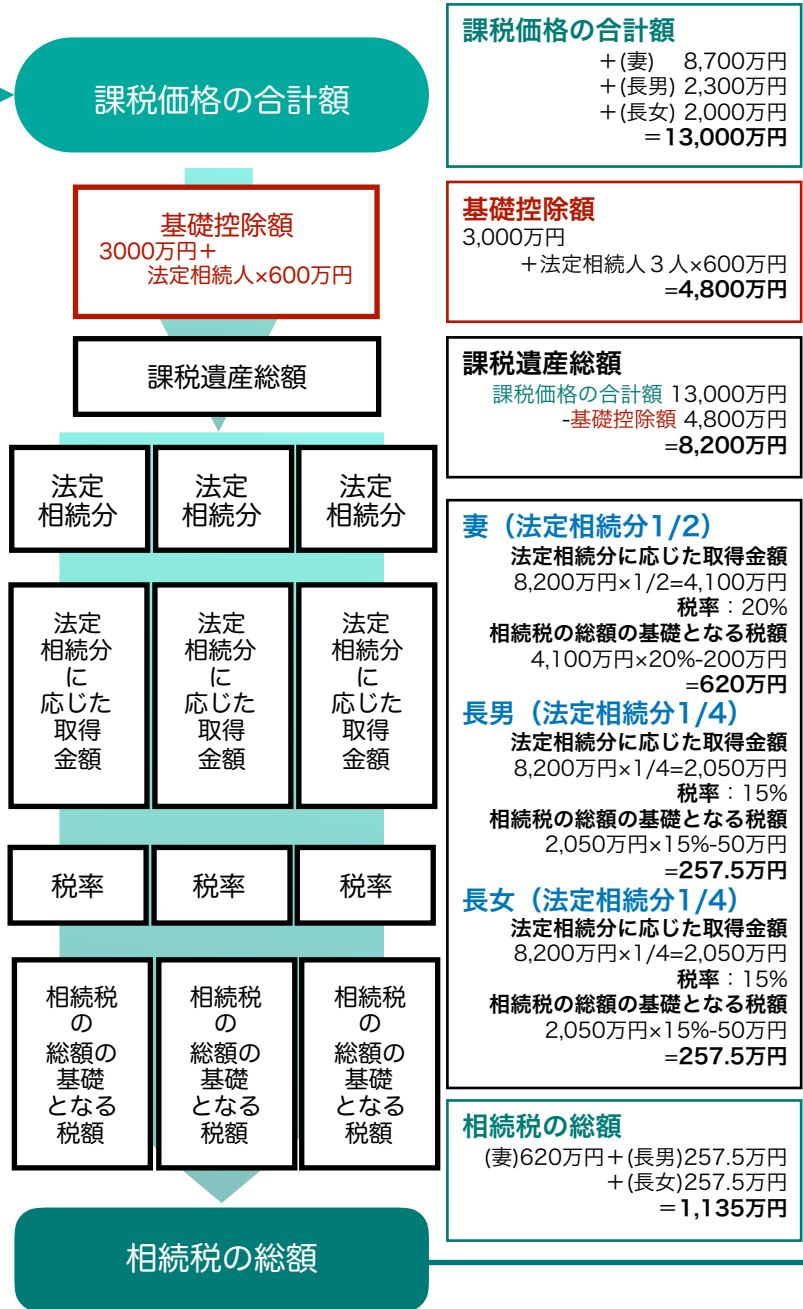 課税価格の合計額
基礎控除額
3000万円＋
法定相続人×600万円
課税遺産総額
法定
相続分
法定
相続分
法定
相続分
法定
相続分
に
応じた
取得
金額
法定
相続分
に
応じた
取得
金額
法定
相続分
に
応じた
取得
金額
税率
税率
税率
相続税
の
総額の
基礎
となる
税額
相続税
の
総額の
基礎
となる
税額
相続税
の
総額の
基礎
となる
税額
相続税の総額
課税価格の合計額
＋(妻) 8,700万円
＋(長男) 2,300万円
＋(長女) 2,000万円
＝13,000万円
基礎控除額
3,000万円
＋法定相続人３人×600万円
=4,800万円
課税遺産総額
課税価格の合計額 13,000万円
-基礎控除額 4,800万円
=8,200万円
妻（法定相続分1/2）
法定相続分に応じた取得金額
8,200万円×1/2=4,100万円
税率：20%
相続税の総額の基礎となる税額
4,100万円×20%-200万円
=620万円
長男（法定相続分1/4）
法定相続分に応じた取得金額
8,200万円×1/4=2,050万円
税率：15%
相続税の総額の基礎となる税額
2,050万円×15%-50万円
=257.5万円
長女（法定相続分1/4）
法定相続分に応じた取得金額
8,200万円×1/4=2,050万円
税率：15%
相続税の総額の基礎となる税額
2,050万円×15%-50万円
=257.5万円
相続税の総額
(妻)620万円＋(長男)257.5万円
＋(長女)257.5万円
＝1,135万円